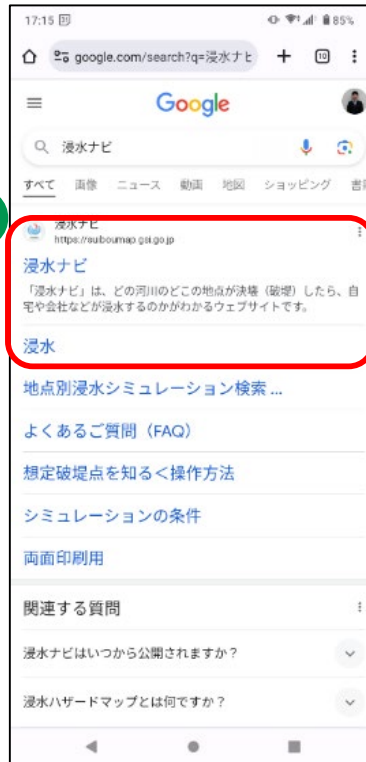 17:15 31 85%
google.com/search?q=浸水ナビ 10
Google
浸水ナビ
すべて 画像 ニュース 動画 地図 ショッピング
浸水ナビ
https://suiboumap.gsi.go.jp
浸水ナビ
「浸水ナビ」は、どの河川のどこの地点が決壊（破堤）したら、自
宅や会社などが浸水するのかがわかるウェブサイトです。
浸水
地点別浸水シミュレーション検索 ...
よくあるご質問（FAQ）
想定破堤点を知る＜操作方法
シミュレーションの条件
両面印刷用
関連する質問
浸水ナビはいつから公開されますか？
浸水ハザードマップとは何ですか？